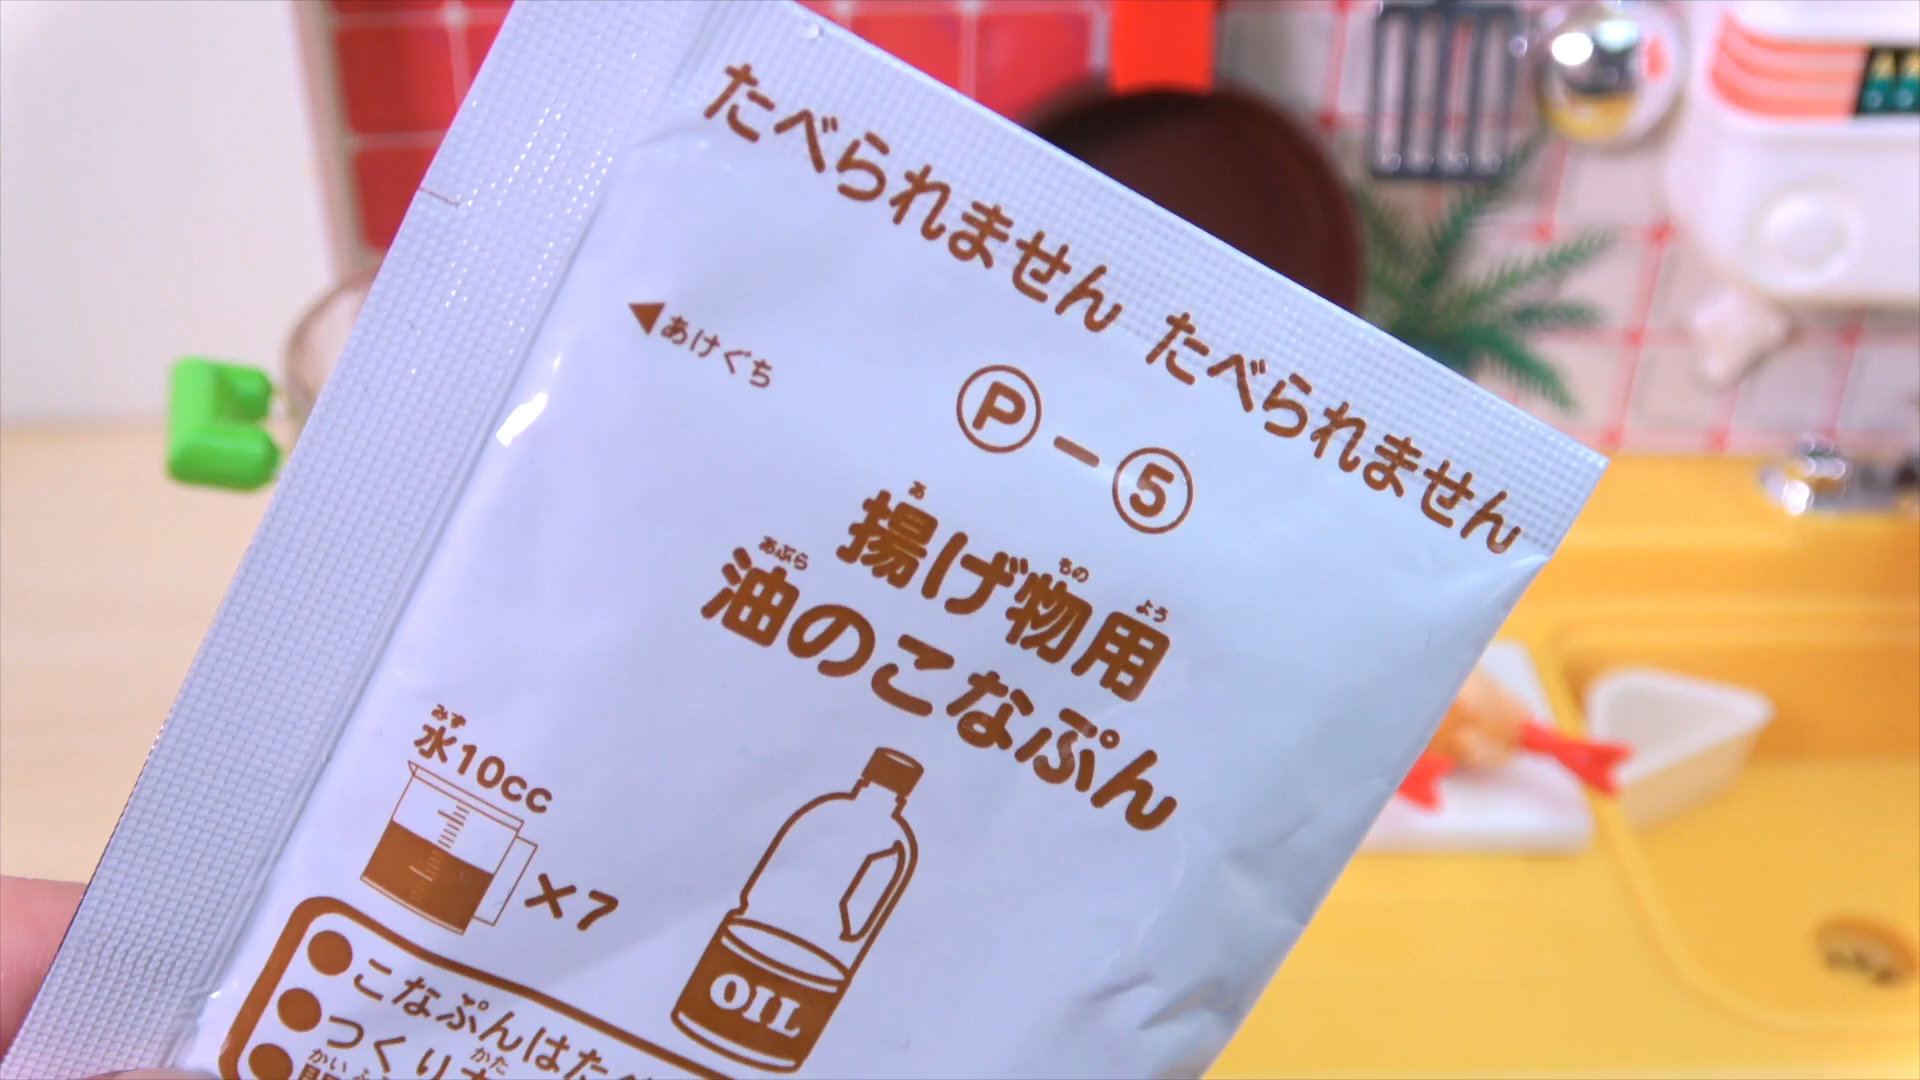 たべられません たべられません
◀あけぐち
Ⓟ-⑤
あ もの よう
揚げ物用
あぶら
油のこなぷん
みず
水10cc
×7
OIL
●こなぷんはた
●つくり
かた
かい